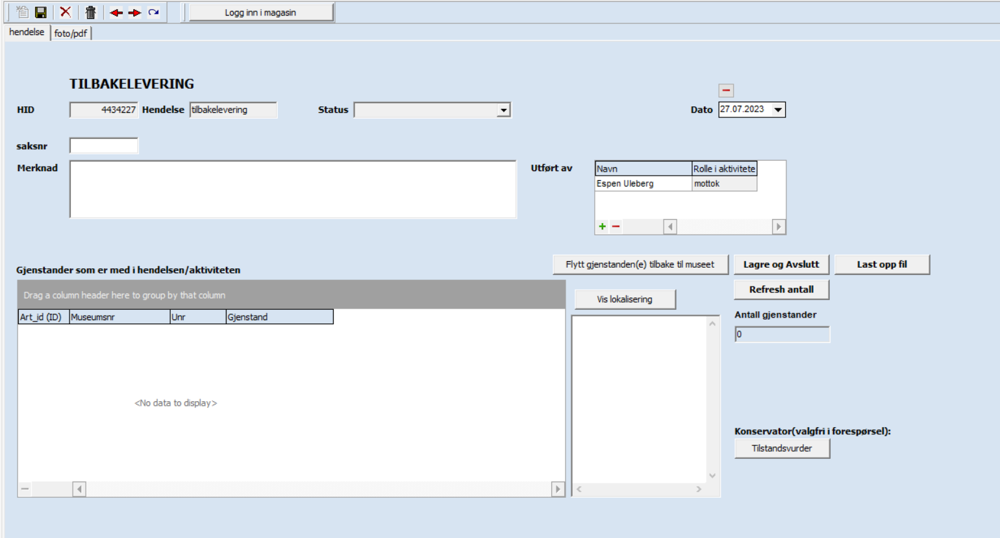 Logg inn i magasin
hendelse foto/pdf
TILBAKELEVERING
HID 4434227 Hendelse tilbakelevering Status Dato 27.07.2023
saksnr
Merknad Utført av Navn Rolle i aktivitete
Espen Uleberg mottok
Flytt gjenstanden(e) tilbake til museet Lagre og Avslutt Last opp fil
Gjenstander som er med i hendelsen/aktiviteten
Refresh antall
Drag a column header here to group by that column
Vis lokalisering
Art_id (ID) Museumsnr Unr Gjenstand Antall gjenstander
0
<No data to display>
Konservator(valgfri i forespørsel):
Tilstandsvurder